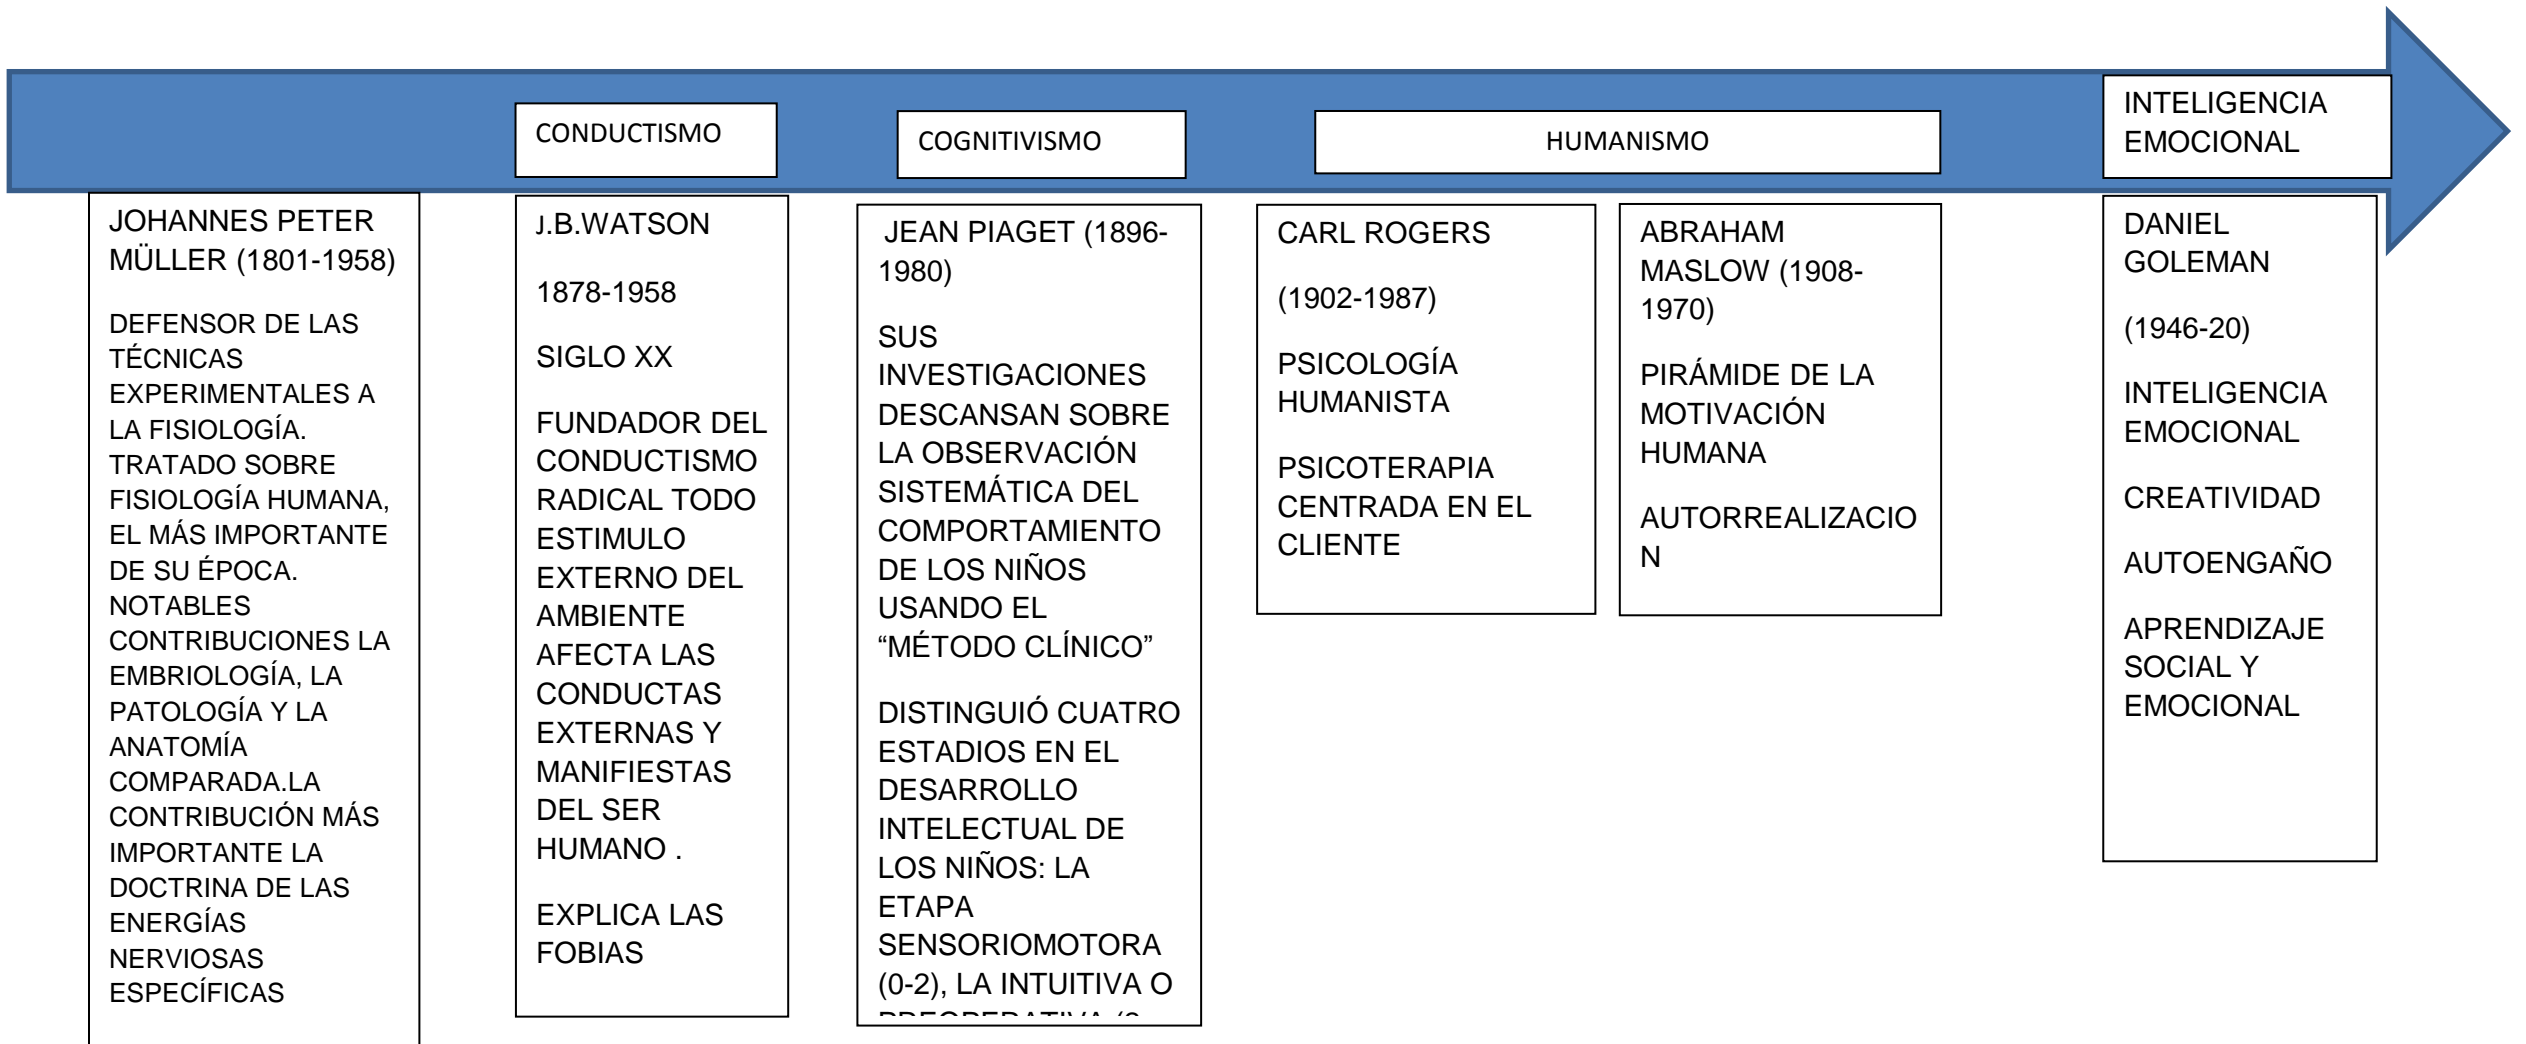 CONDUCTISMO
COGNITIVISMO
HUMANISMO
INTELIGENCIA
EMOCIONAL
JOHANNES PETER
MÜLLER (1801-1958)
DEFENSOR DE LAS
TÉCNICAS
EXPERIMENTALES A
LA FISIOLOGÍA.
TRATADO SOBRE
FISIOLOGÍA HUMANA,
EL MÁS IMPORTANTE
DE SU ÉPOCA.
NOTABLES
CONTRIBUCIONES LA
EMBRIOLOGÍA, LA
PATOLOGÍA Y LA
ANATOMÍA
COMPARADA.LA
CONTRIBUCIÓN MÁS
IMPORTANTE LA
DOCTRINA DE LAS
ENERGÍAS
NERVIOSAS
ESPECÍFICAS
J.B.WATSON
1878-1958
SIGLO XX
FUNDADOR DEL
CONDUCTISMO
RADICAL TODO
ESTIMULO
EXTERNO DEL
AMBIENTE
AFECTA LAS
CONDUCTAS
EXTERNAS Y
MANIFIESTAS
DEL SER
HUMANO .
EXPLICA LAS
FOBIAS
JEAN PIAGET (1896-
1980)
SUS
INVESTIGACIONES
DESCANSAN SOBRE
LA OBSERVACIÓN
SISTEMÁTICA DEL
COMPORTAMIENTO
DE LOS NIÑOS
USANDO EL
“MÉTODO CLÍNICO”
DISTINGUIÓ CUATRO
ESTADIOS EN EL
DESARROLLO
INTELECTUAL DE
LOS NIÑOS: LA
ETAPA
SENSORIOMOTORA
(0-2), LA INTUITIVA O
CARL ROGERS
(1902-1987)
PSICOLOGÍA
HUMANISTA
PSICOTERAPIA
CENTRADA EN EL
CLIENTE
ABRAHAM
MASLOW (1908-
1970)
PIRÁMIDE DE LA
MOTIVACIÓN
HUMANA
AUTORREALIZACIO
N
DANIEL
GOLEMAN
(1946-20)
INTELIGENCIA
EMOCIONAL
CREATIVIDAD
AUTOENGAÑO
APRENDIZAJE
SOCIAL Y
EMOCIONAL